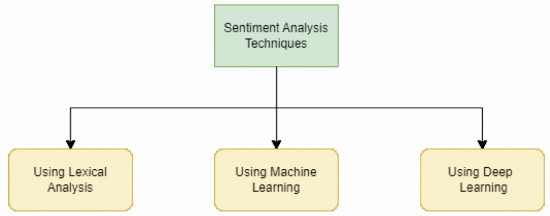 Sentiment Analysis
Techniques
Using Lexical
Analysis
Using Machine
Learning
Using Deep
Learning